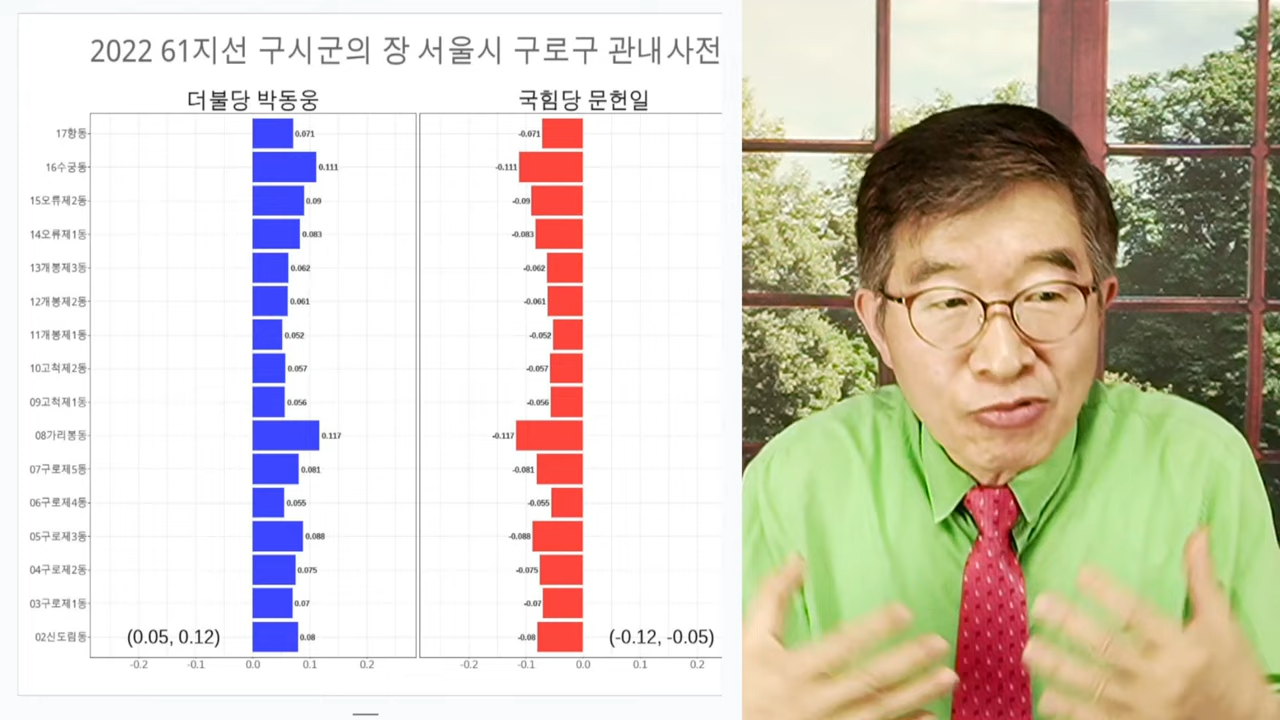 2022 61지선 구시군의 장 서울시 구로구 관내사전
더불당 박동웅
국힘당 문헌일
17항동 0.071 -0.071
16수궁동 0.111 -0.111
15오류제2동 0.09 -0.09
14오류제1동 0.083 -0.083
13개봉제3동 0.062 -0.062
12개봉제2동 0.061 -0.061
11개봉제1동 0.052 -0.052
10고척제2동 0.057 -0.057
09고척제1동 0.056 -0.056
08가리봉동 0.117 -0.117
07구로제5동 0.081 -0.081
06구로제4동 0.055 -0.055
05구로제3동 0.088 -0.088
04구로제2동 0.075 -0.075
03구로제1동 0.07 -0.07
02신도림동 (0.05, 0.12) 0.08 -0.08 (-0.12, -0.05)
-0.2 -0.1 0.0 0.1 0.2 -0.2 -0.1 0.0 0.1 0.2